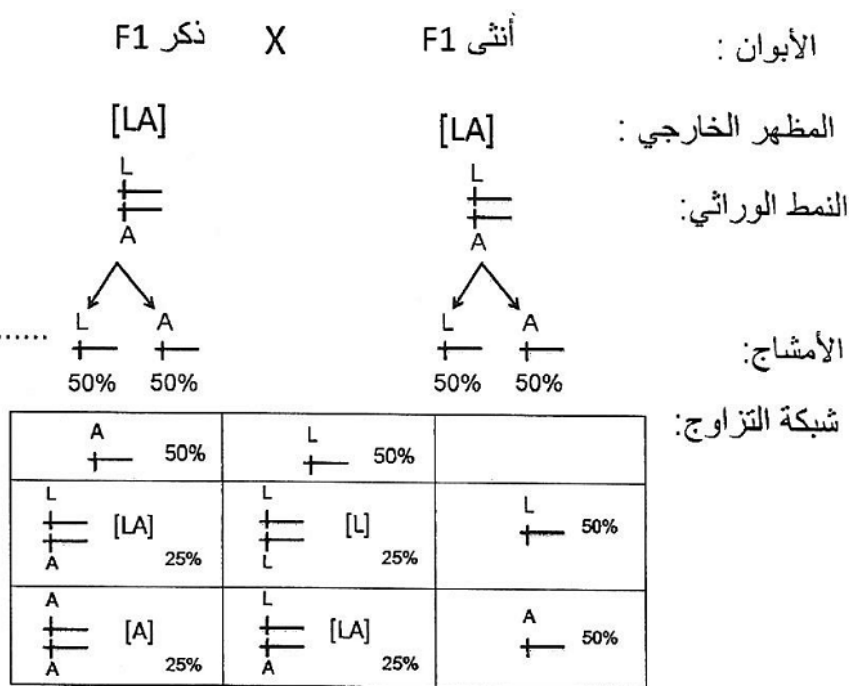 الأبوان : أنثى F1 X ذكر F1
المظهر الخارجي : [LA] [LA]
النمط الوراثي: L L
A A
الأمشاج: L A L A ......
50% 50% 50% 50%
شبكة التزاوج:
L 50% A 50%
L 50% L L [L] 25% L A [LA] 25%
A 50% L A [LA] 25% A A [A] 25%